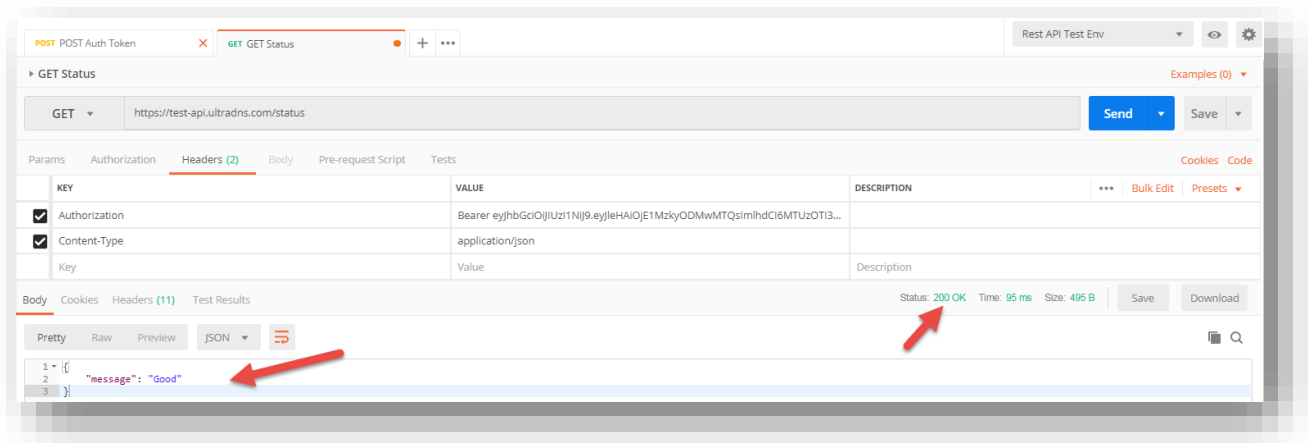 POST POST Auth Token GET GET Status Rest API Test Env
GET Status Examples (0)
GET https://test-api.ultradns.com/status Send Save
Params Authorization Headers (2) Body Pre-request Script Tests Cookies Code
KEY VALUE DESCRIPTION Bulk Edit Presets
Authorization Bearer eyJhbGciOiJIUzI1NiJ9.eyJleHAiOjE1MzkyODMwMTQsImlhdCI6MTUzOTI3...
Content-Type application/json
Key Value Description
Body Cookies Headers (11) Test Results Status: 200 OK Time: 95 ms Size: 495 B Save Download
Pretty Raw Preview JSON
1 {
2 "message": "Good"
3 }